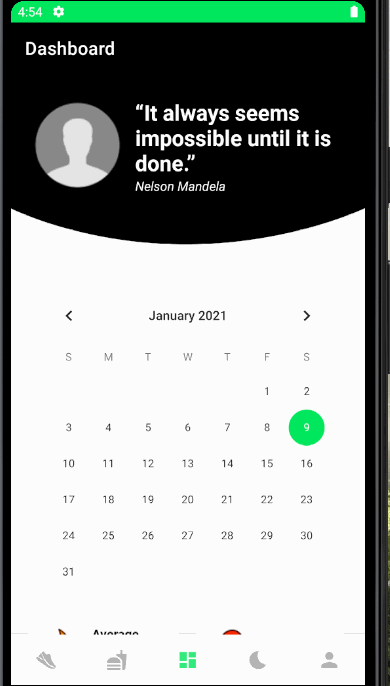 4:54
Dashboard
“It always seems
impossible until it is
done.”
Nelson Mandela
January 2021
S M T W T F S
1 2
3 4 5 6 7 8 9
10 11 12 13 14 15 16
17 18 19 20 21 22 23
24 25 26 27 28 29 30
31
Average